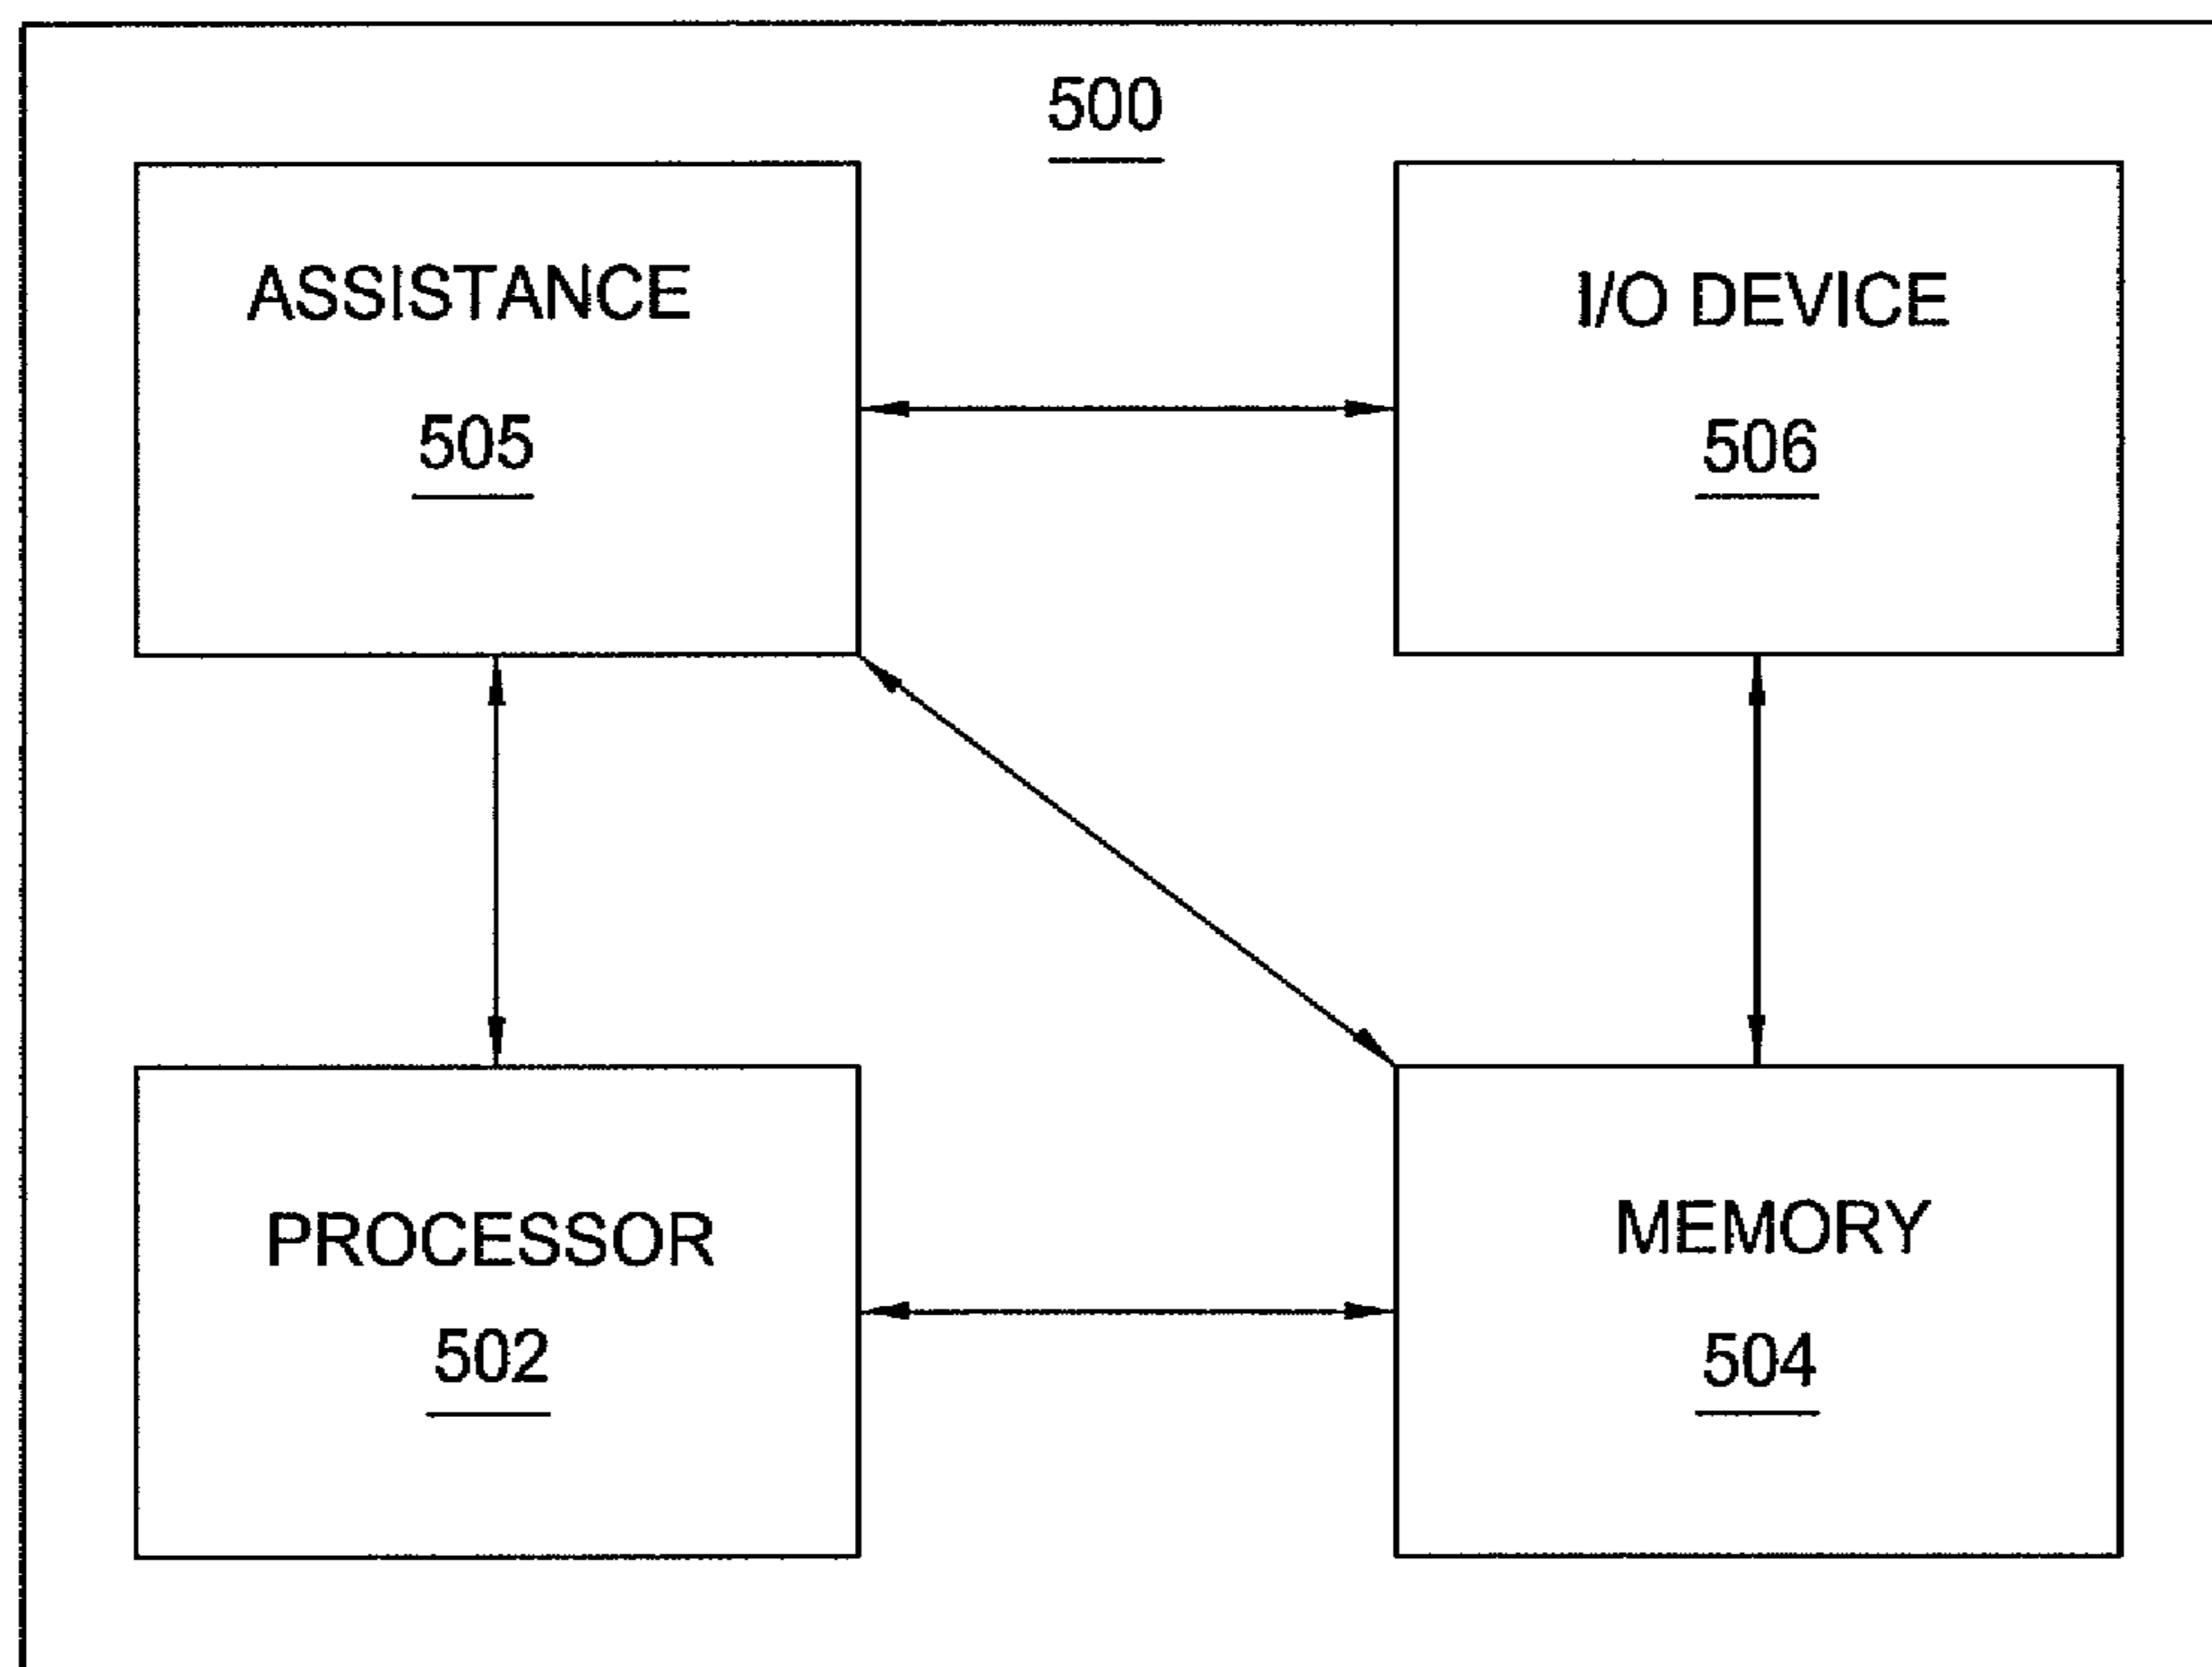 500
ASSISTANCE
505
I/O DEVICE
506
PROCESSOR
502
MEMORY
504